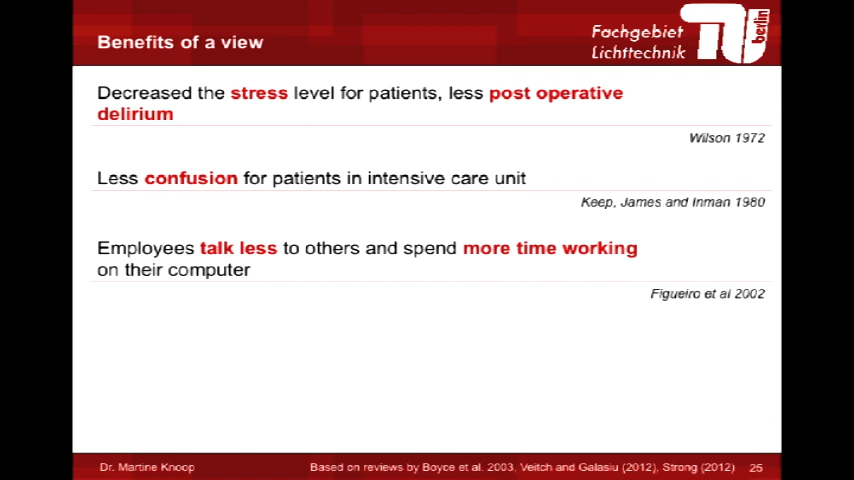 Benefits of a view
Fachgebiet
Lichttechnik
TU
berlin
Decreased the stress level for patients, less post operative
delirium
Wilson 1972
Less confusion for patients in intensive care unit
Keep, James and Inman 1980
Employees talk less to others and spend more time working
on their computer
Figueiro et al 2002
Dr. Martine Knoop
Based on reviews by Boyce et al. 2003, Veitch and Galasiu (2012), Strong (2012)
25